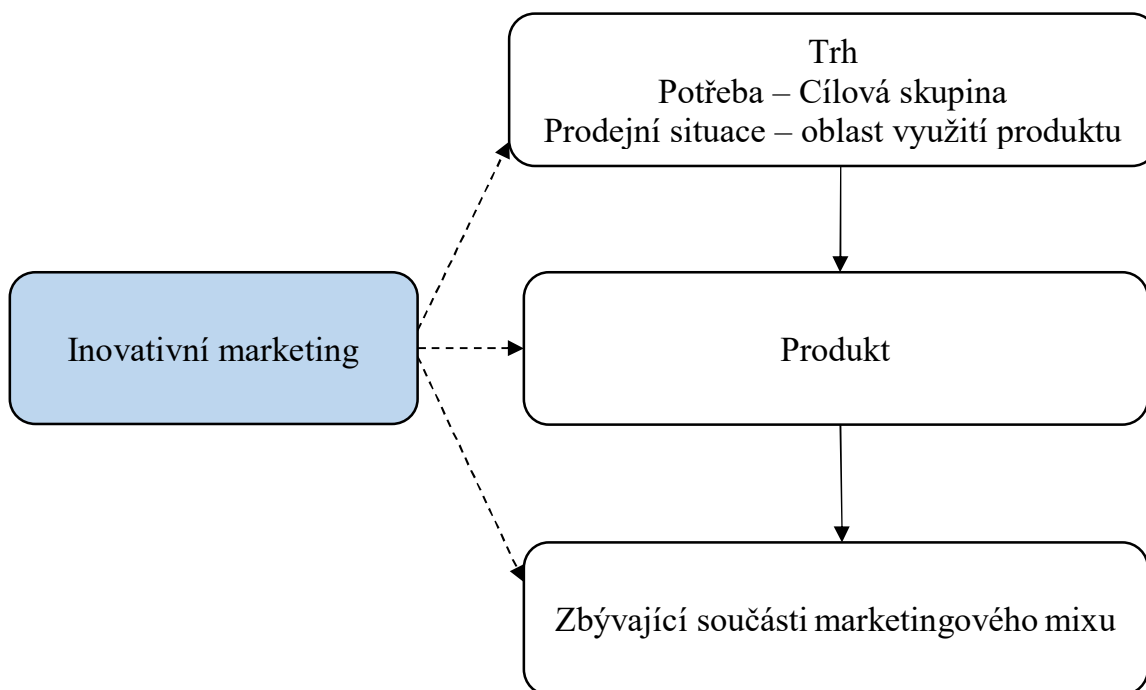 Trh
Potřeba – Cílová skupina
Prodejní situace – oblast využití produktu
Inovativní marketing
Produkt
Zbývající součásti marketingového mixu